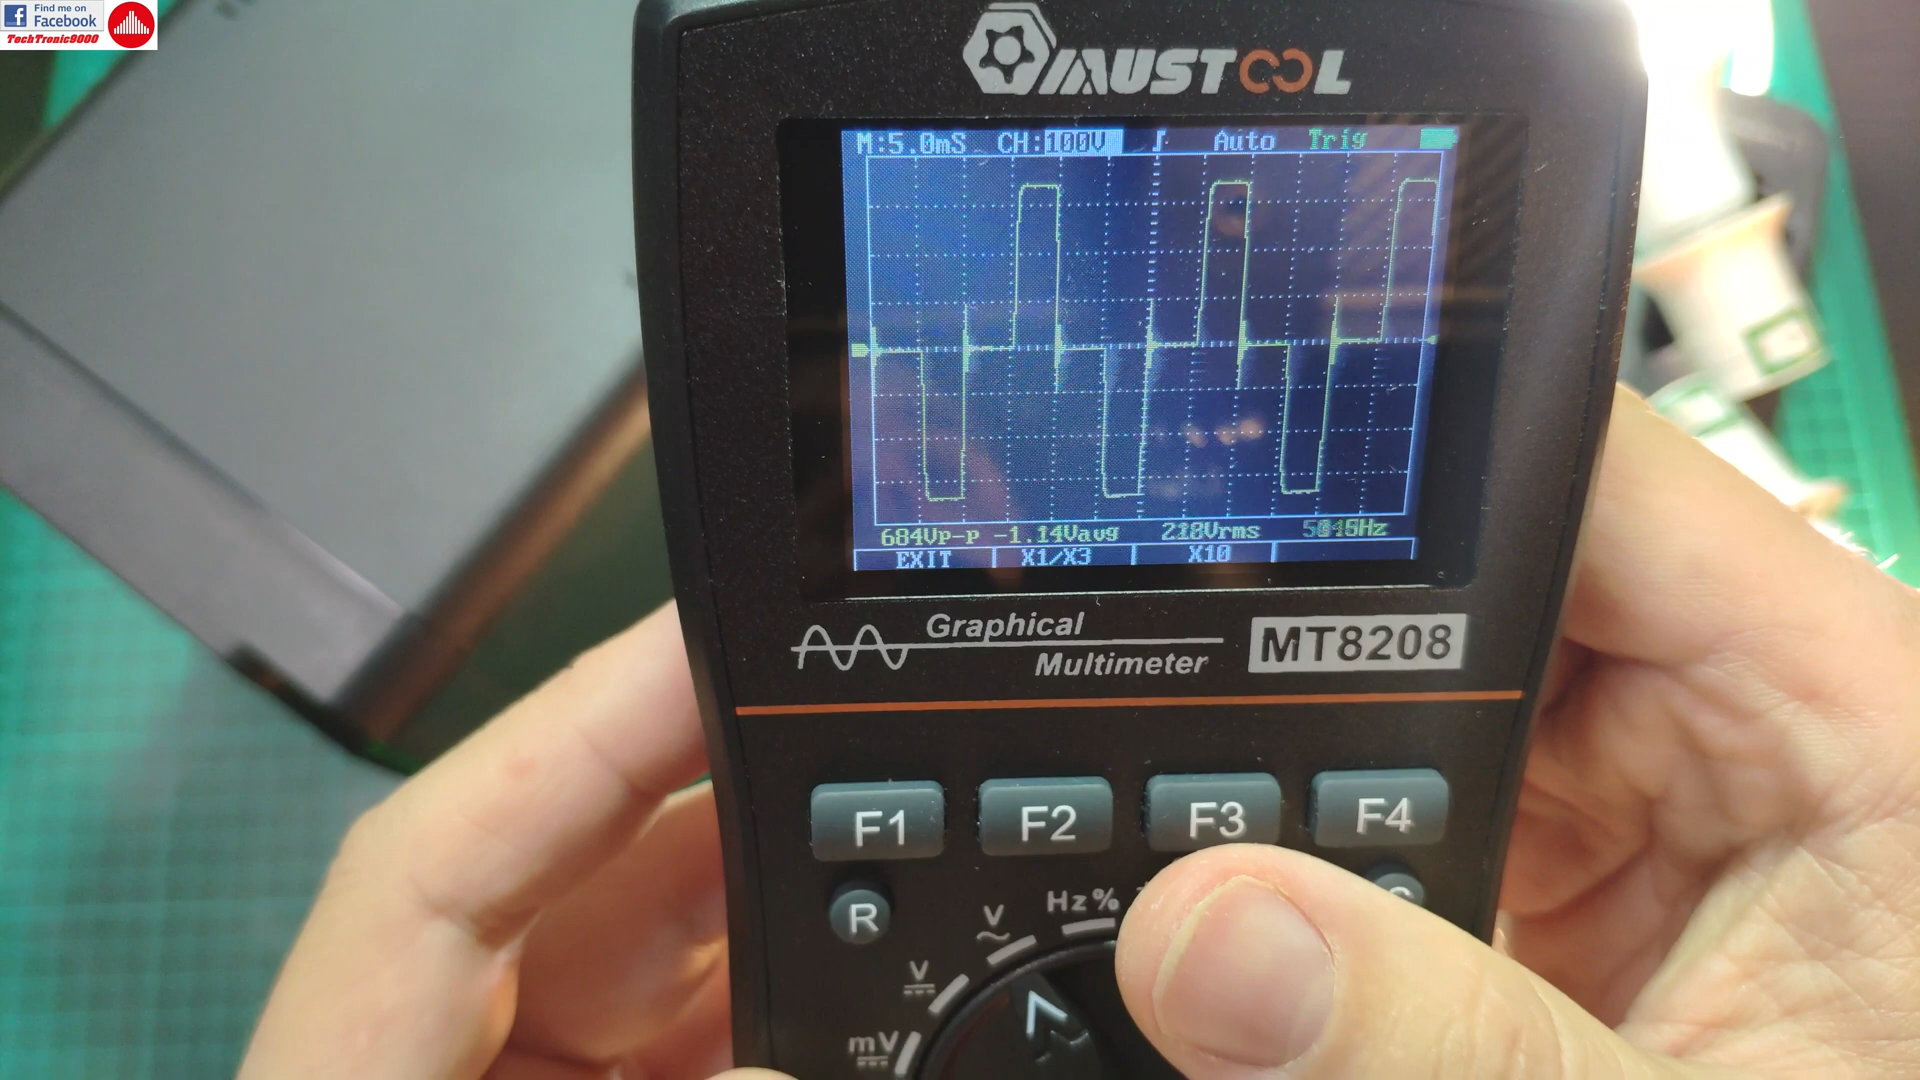 Find me on
Facebook
TechTronic9000
MUSTOOL
M:5.0mS CH:100V Auto Trig
684Vp-p -1.14Vavg 218Vrms
EXIT X1/X3 X10
Graphical
Multimeter
MT8208
F1 F2 F3 F4
R
Hz %
V
V
mV